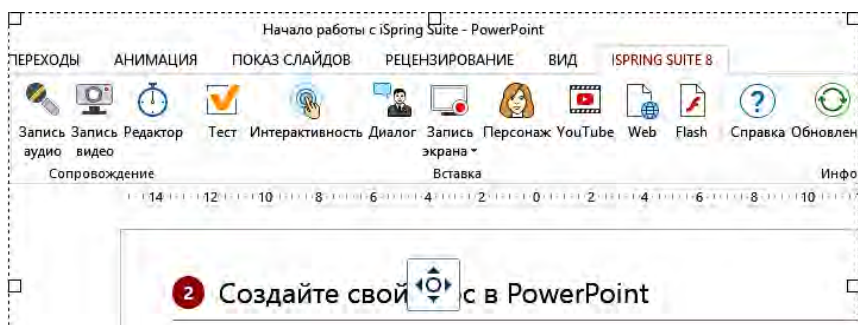 Начало работы с iSpring Suite - PowerPoint
ПЕРЕХОДЫ АНИМАЦИЯ ПОКАЗ СЛАЙДОВ РЕЦЕНЗИРОВАНИЕ ВИД ISPRING SUITE 8
Запись Запись Редактор Тест Интерактивность Диалог Запись Персонаж YouTube Web Flash Справка Обновлен
аудио видео экрана
Сопровождение Вставка Инфо
14 12 10 8 6 4 2 0 2 4 6 8 10
2 Создайте свой с в PowerPoint